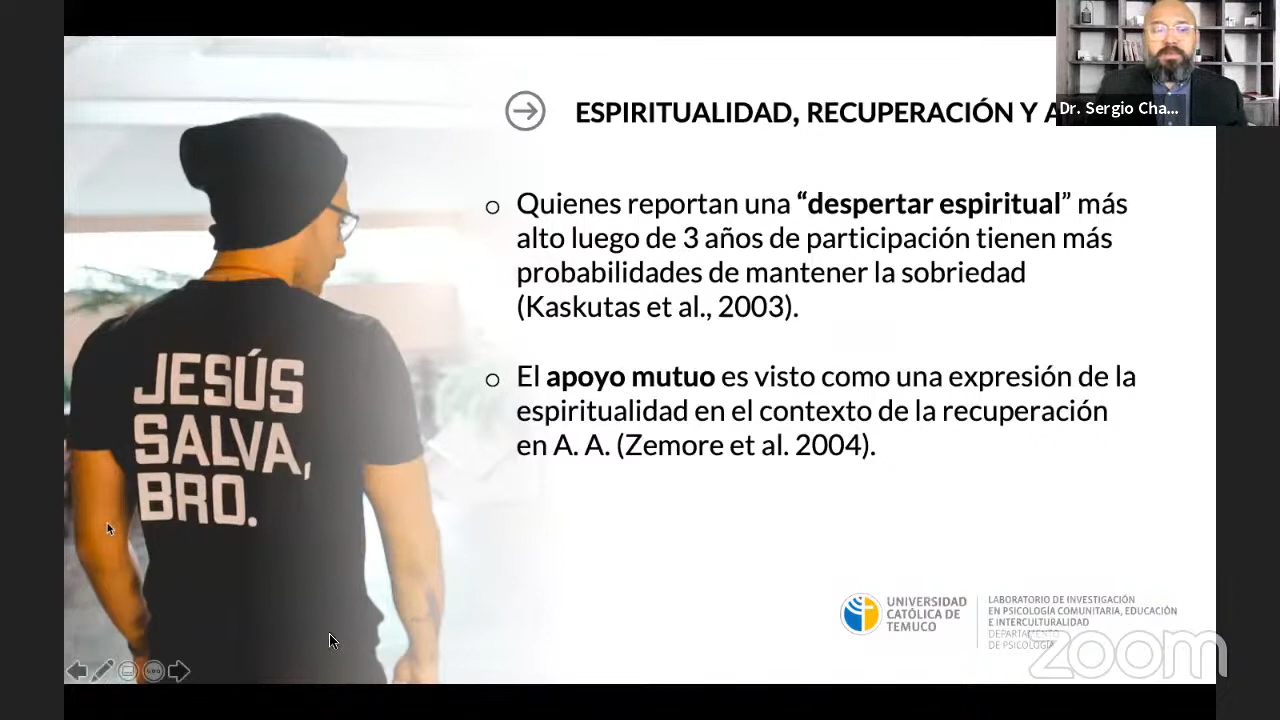 ESPIRITUALIDAD, RECUPERACIÓN Y A
Dr. Sergio Cha...
Quienes reportan una “despertar espiritual” más
alto luego de 3 años de participación tienen más
probabilidades de mantener la sobriedad
(Kaskutas et al., 2003).
El apoyo mutuo es visto como una expresión de la
espiritualidad en el contexto de la recuperación
en A. A. (Zemore et al. 2004).
JESÚS
SALVA,
BRO.
UNIVERSIDAD
CATÓLICA DE
TEMUCO
LABORATORIO DE INVESTIGACIÓN
EN PSICOLOGÍA COMUNITARIA, EDUCACIÓN
E INTERCULTURALIDAD
DEPARTAMENTO
DE PSICOLOGÍA
zoom